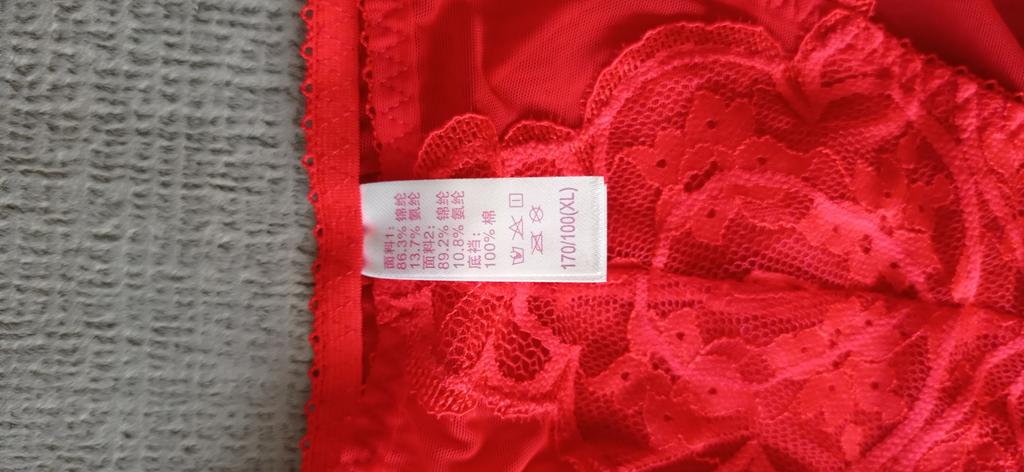 面料1:
86.3% 锦纶
13.7% 氨纶
面料2:
89.2% 锦纶
10.8% 氨纶
底裆:
100% 棉
170/100(XL)